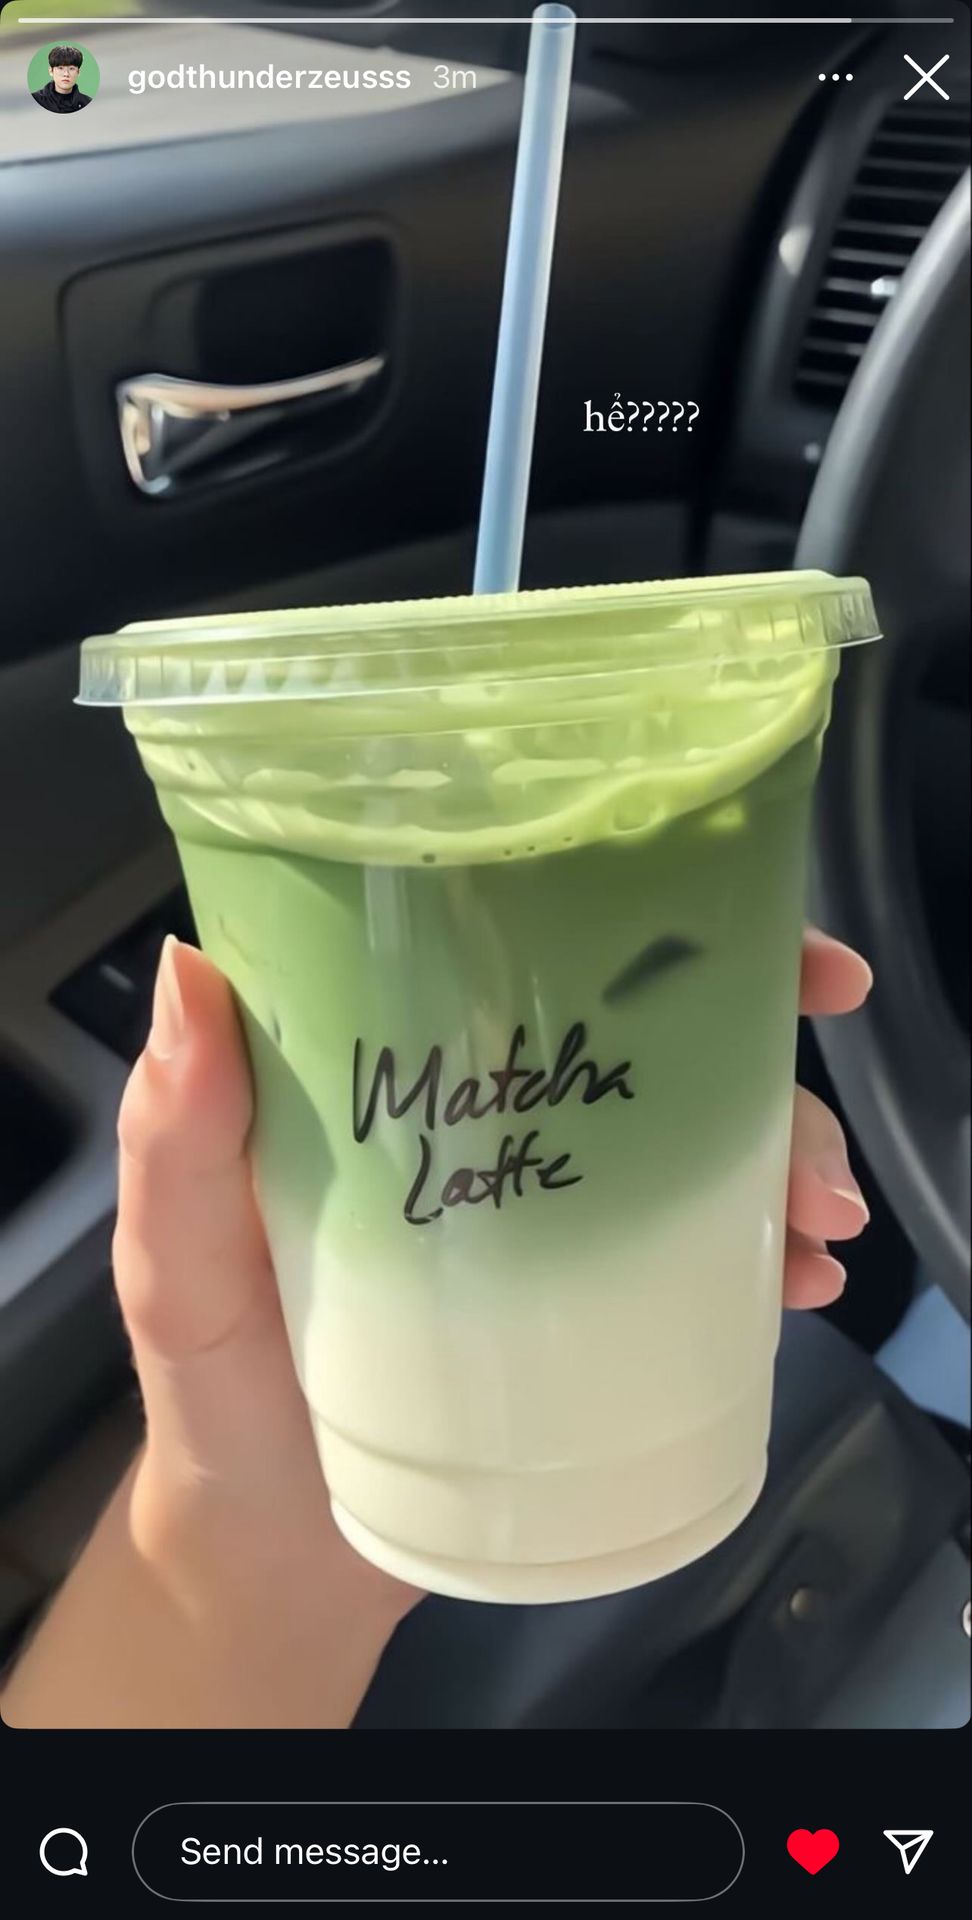 godthunderzeusss 3m
hể?????
Matcha
Latte
Send message...